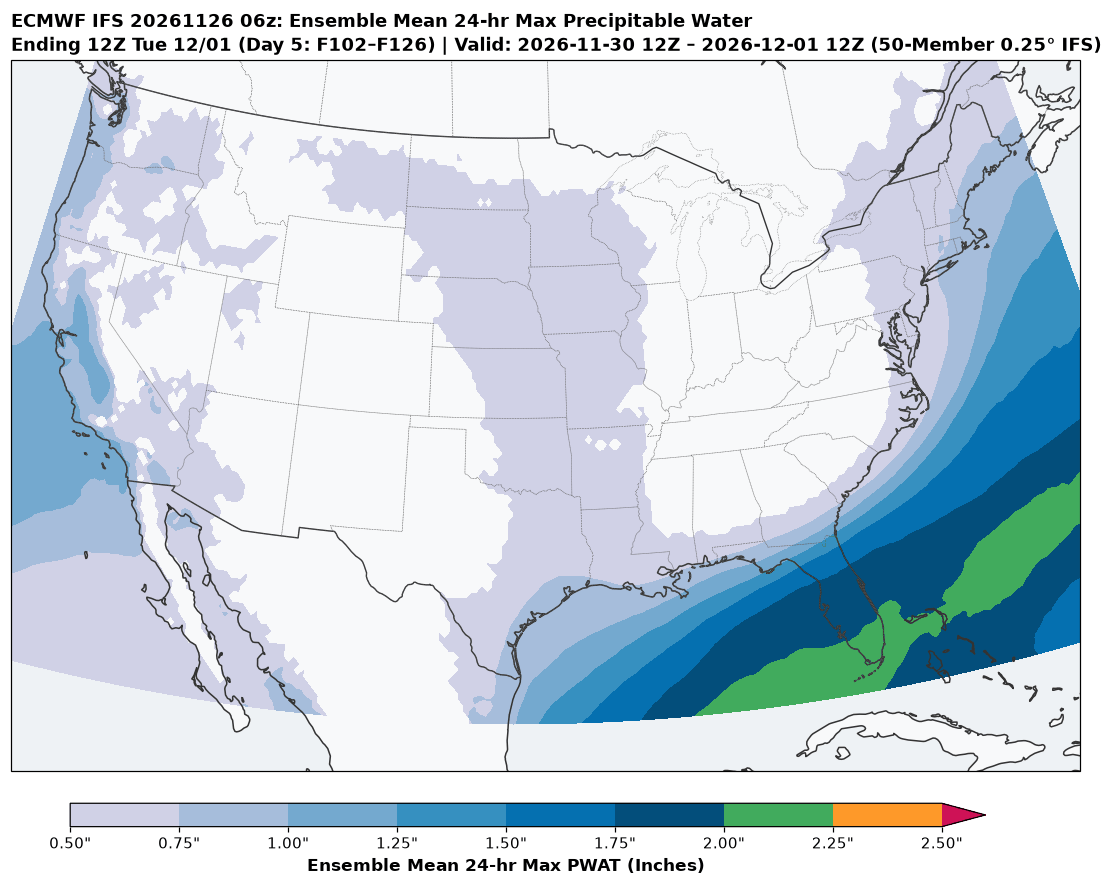 ECMWF IFS 20261126 06z: Ensemble Mean 24-hr Max Precipitable Water
Ending 12Z Tue 12/01 (Day 5: F102–F126) | Valid: 2026-11-30 12Z – 2026-12-01 12Z (50-Member 0.25° IFS)
0.50" 0.75" 1.00" 1.25" 1.50" 1.75" 2.00" 2.25" 2.50"
Ensemble Mean 24-hr Max PWAT (Inches)